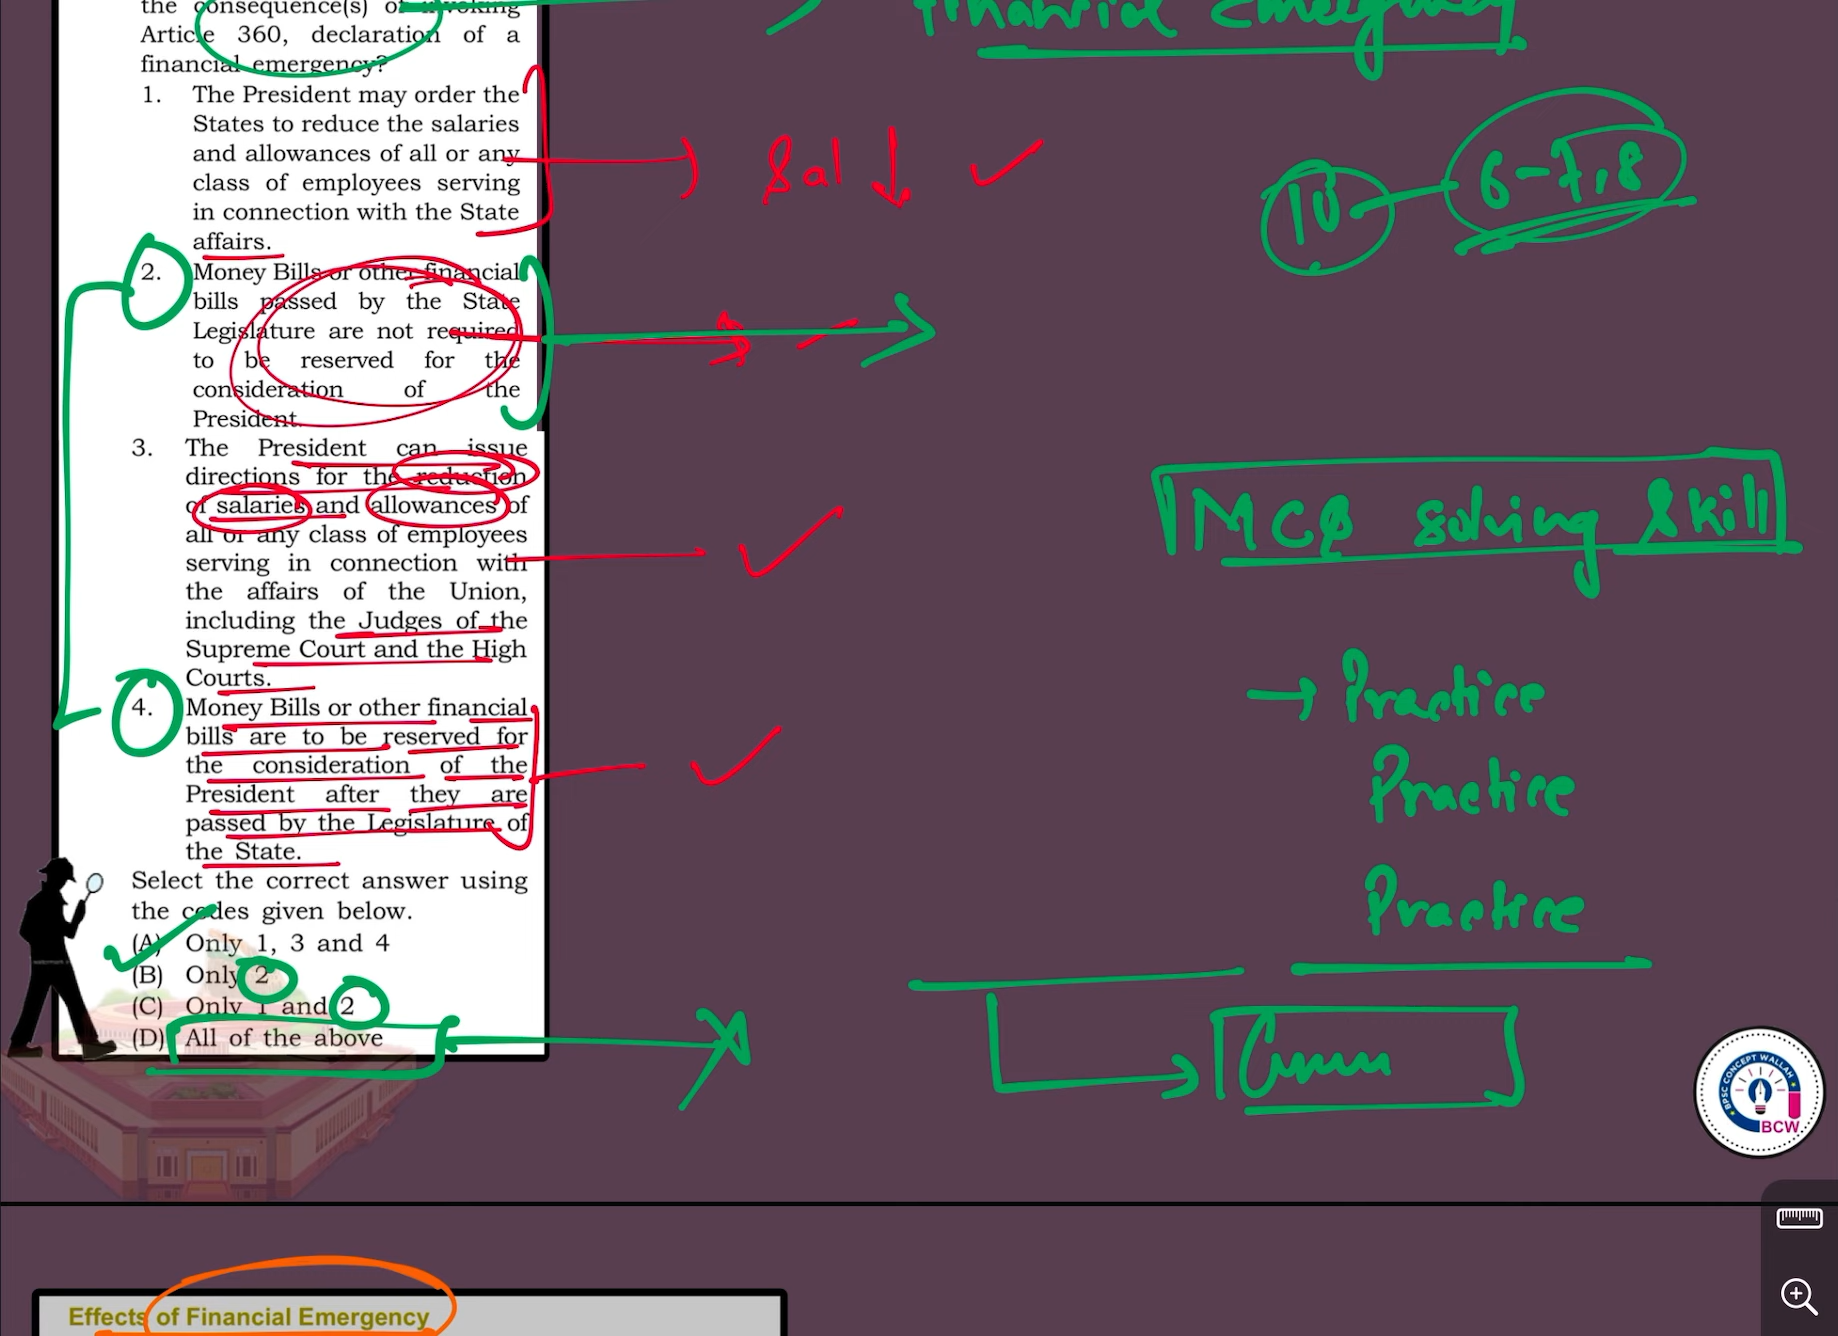 the consequence(s) of invoking
Article 360, declaration of a
financial emergency?
1. The President may order the
States to reduce the salaries
and allowances of all or any
class of employees serving
in connection with the State
affairs.
2. Money Bills or other financial
bills passed by the State
Legislature are not required
to be reserved for the
consideration of the
President.
3. The President can issue
directions for the reduction
of salaries and allowances of
all or any class of employees
serving in connection with
the affairs of the Union,
including the Judges of the
Supreme Court and the High
Courts.
4. Money Bills or other financial
bills are to be reserved for
the consideration of the
President after they are
passed by the Legislature of
the State.
Select the correct answer using
the codes given below.
(A) Only 1, 3 and 4
(B) Only 2
(C) Only 1 and 2
(D) All of the above
financial emergency
Sal ↓ ✓
10 - 6-7,8
MCQ solving skill
→ Practice
Practice
Practice
BPSC CONCEPT WALLAH
BCW
Effects of Financial Emergency